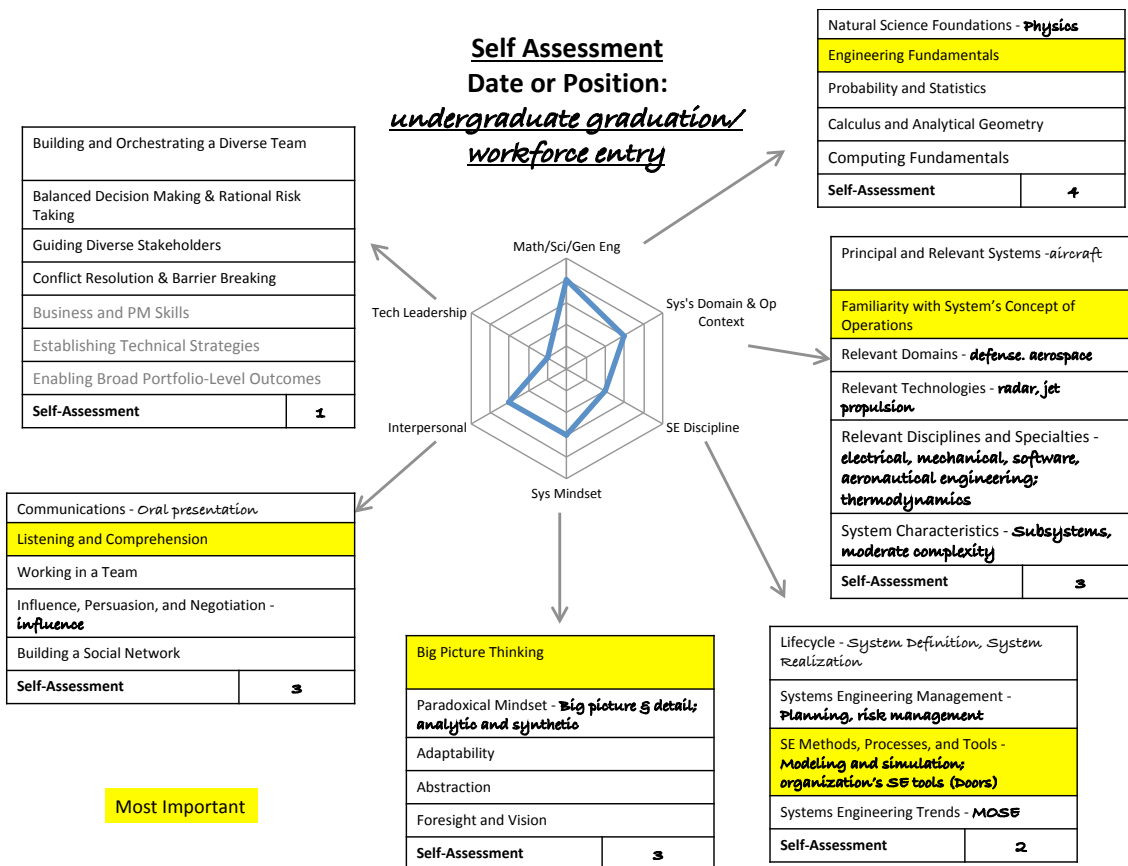 Self Assessment
Date or Position:
undergraduate graduation/
workforce entry
Natural Science Foundations - Physics
Engineering Fundamentals
Probability and Statistics
Calculus and Analytical Geometry
Computing Fundamentals
Self-Assessment 4
Building and Orchestrating a Diverse Team
Balanced Decision Making & Rational Risk
Taking
Guiding Diverse Stakeholders
Conflict Resolution & Barrier Breaking
Business and PM Skills
Establishing Technical Strategies
Enabling Broad Portfolio-Level Outcomes
Self-Assessment 1
Math/Sci/Gen Eng
Tech Leadership
Sys's Domain & Op
Context
Interpersonal
SE Discipline
Sys Mindset
Principal and Relevant Systems -aircraft
Familiarity with System's Concept of
Operations
Relevant Domains - defense. aerospace
Relevant Technologies - radar, jet
propulsion
Relevant Disciplines and Specialties -
electrical, mechanical, software,
aeronautical engineering;
thermodynamics
System Characteristics - Subsystems,
moderate complexity
Self-Assessment 3
Communications - Oral presentation
Listening and Comprehension
Working in a Team
Influence, Persuasion, and Negotiation -
influence
Building a Social Network
Self-Assessment 3
Big Picture Thinking
Paradoxical Mindset - Big picture & detail;
analytic and synthetic
Adaptability
Abstraction
Foresight and Vision
Self-Assessment 3
Lifecycle - System Definition, System
Realization
Systems Engineering Management -
Planning, risk management
SE Methods, Processes, and Tools -
Modeling and simulation;
organization's SE tools (Doors)
Systems Engineering Trends - MOSE
Self-Assessment 2
Most Important